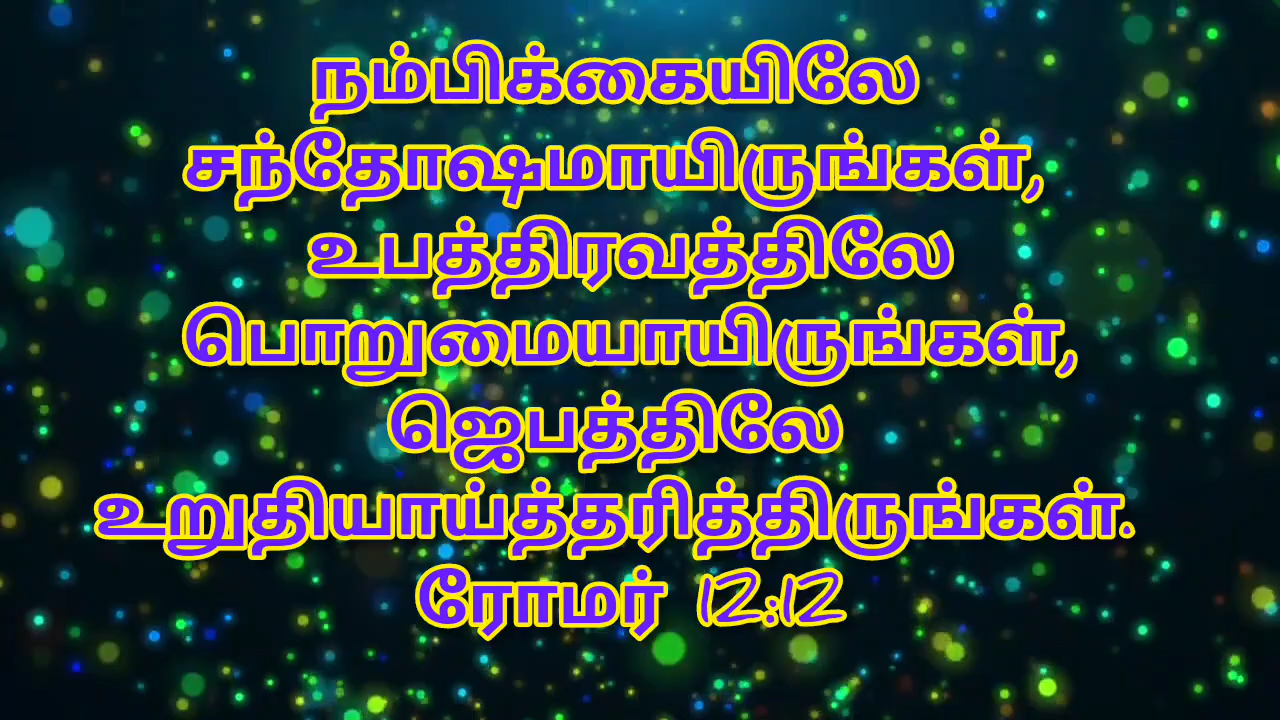 நம்பிக்கையிலே
சந்தோஷமாயிருங்கள்,
உபத்திரவத்திலே
பொறுமையாயிருங்கள்,
ஜெபத்திலே
உறுதியாய்த்தரித்திருங்கள்.
ரோமர் 12:12